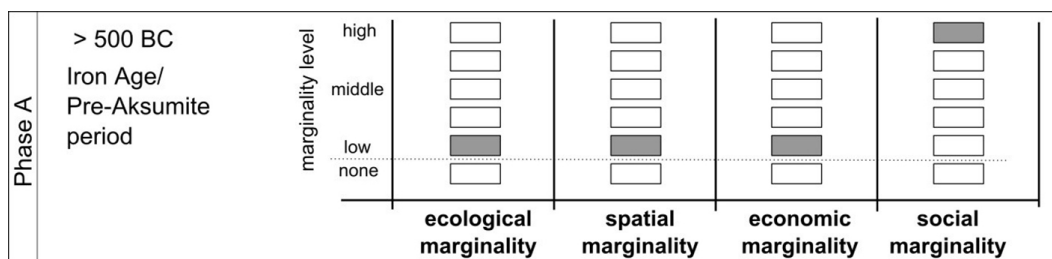 Phase A
> 500 BC
Iron Age/
Pre-Aksumite
period
marginality level
high
middle
low
none
ecological
marginality
spatial
marginality
economic
marginality
social
marginality